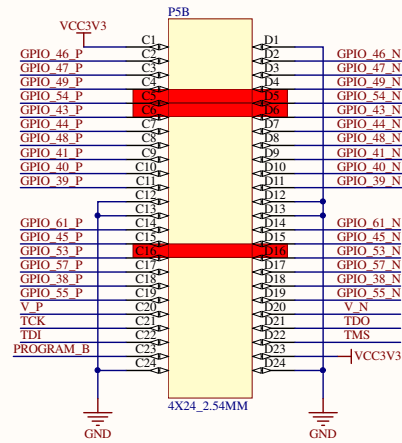 P5B
VCC3V3
C1 D1
GPIO_46_P C2 D2 GPIO_46_N
GPIO_47_P C3 D3 GPIO_47_N
GPIO_49_P C4 D4 GPIO_49_N
GPIO_54_P C5 D5 GPIO_54_N
GPIO_43_P C6 D6 GPIO_43_N
GPIO_44_P C7 D7 GPIO_44_N
GPIO_48_P C8 D8 GPIO_48_N
GPIO_41_P C9 D9 GPIO_41_N
GPIO_40_P C10 D10 GPIO_40_N
GPIO_39_P C11 D11 GPIO_39_N
C12 D12
C13 D13
GPIO_61_P C14 D14 GPIO_61_N
GPIO_45_P C15 D15 GPIO_45_N
GPIO_53_P C16 D16 GPIO_53_N
GPIO_57_P C17 D17 GPIO_57_N
GPIO_38_P C18 D18 GPIO_38_N
GPIO_55_P C19 D19 GPIO_55_N
V_P C20 D20 V_N
TCK C21 D21 TDO
TDI C22 D22 TMS
PROGRAM_B C23 D23 VCC3V3
C24 D24
4X24_2.54MM
GND GND